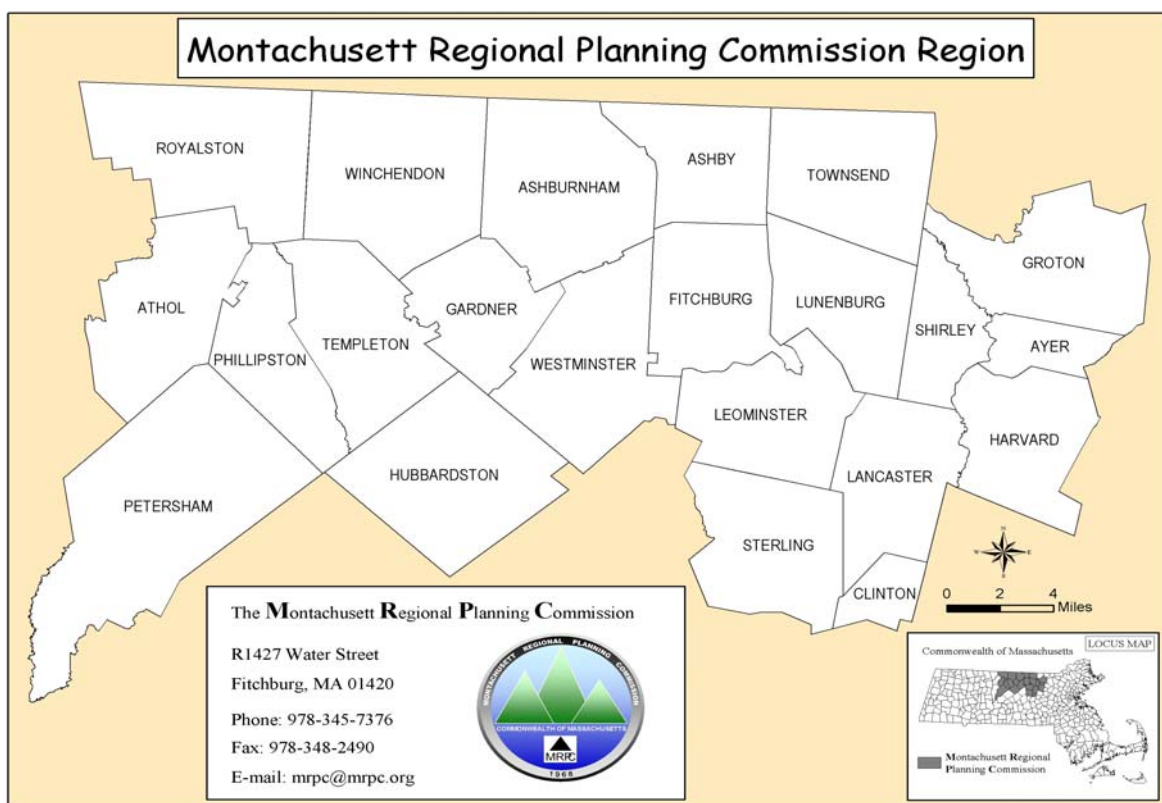 Montachusett Regional Planning Commission Region
ROYALSTON
WINCHENDON
ASHBURNHAM
ASHBY
TOWNSEND
GROTON
ATHOL
PHILLIPSTON
TEMPLETON
GARDNER
WESTMINSTER
FITCHBURG
LUNENBURG
SHIRLEY
AYER
LEOMINSTER
HARVARD
HUBBARDSTON
LANCASTER
PETERSHAM
STERLING
CLINTON
N
W
E
S
0 2 4
Miles
The Montachusett Regional Planning Commission
R1427 Water Street
Fitchburg, MA 01420
Phone: 978-345-7376
Fax: 978-348-2490
E-mail: mrpc@mrpc.org
MONTACHUSETT REGIONAL PLANNING COMMISSION
COMMONWEALTH OF MASSACHUSETTS
MRPC
1968
LOCUS MAP
Commonwealth of Massachusetts
Montachusett Regional
Planning Commission